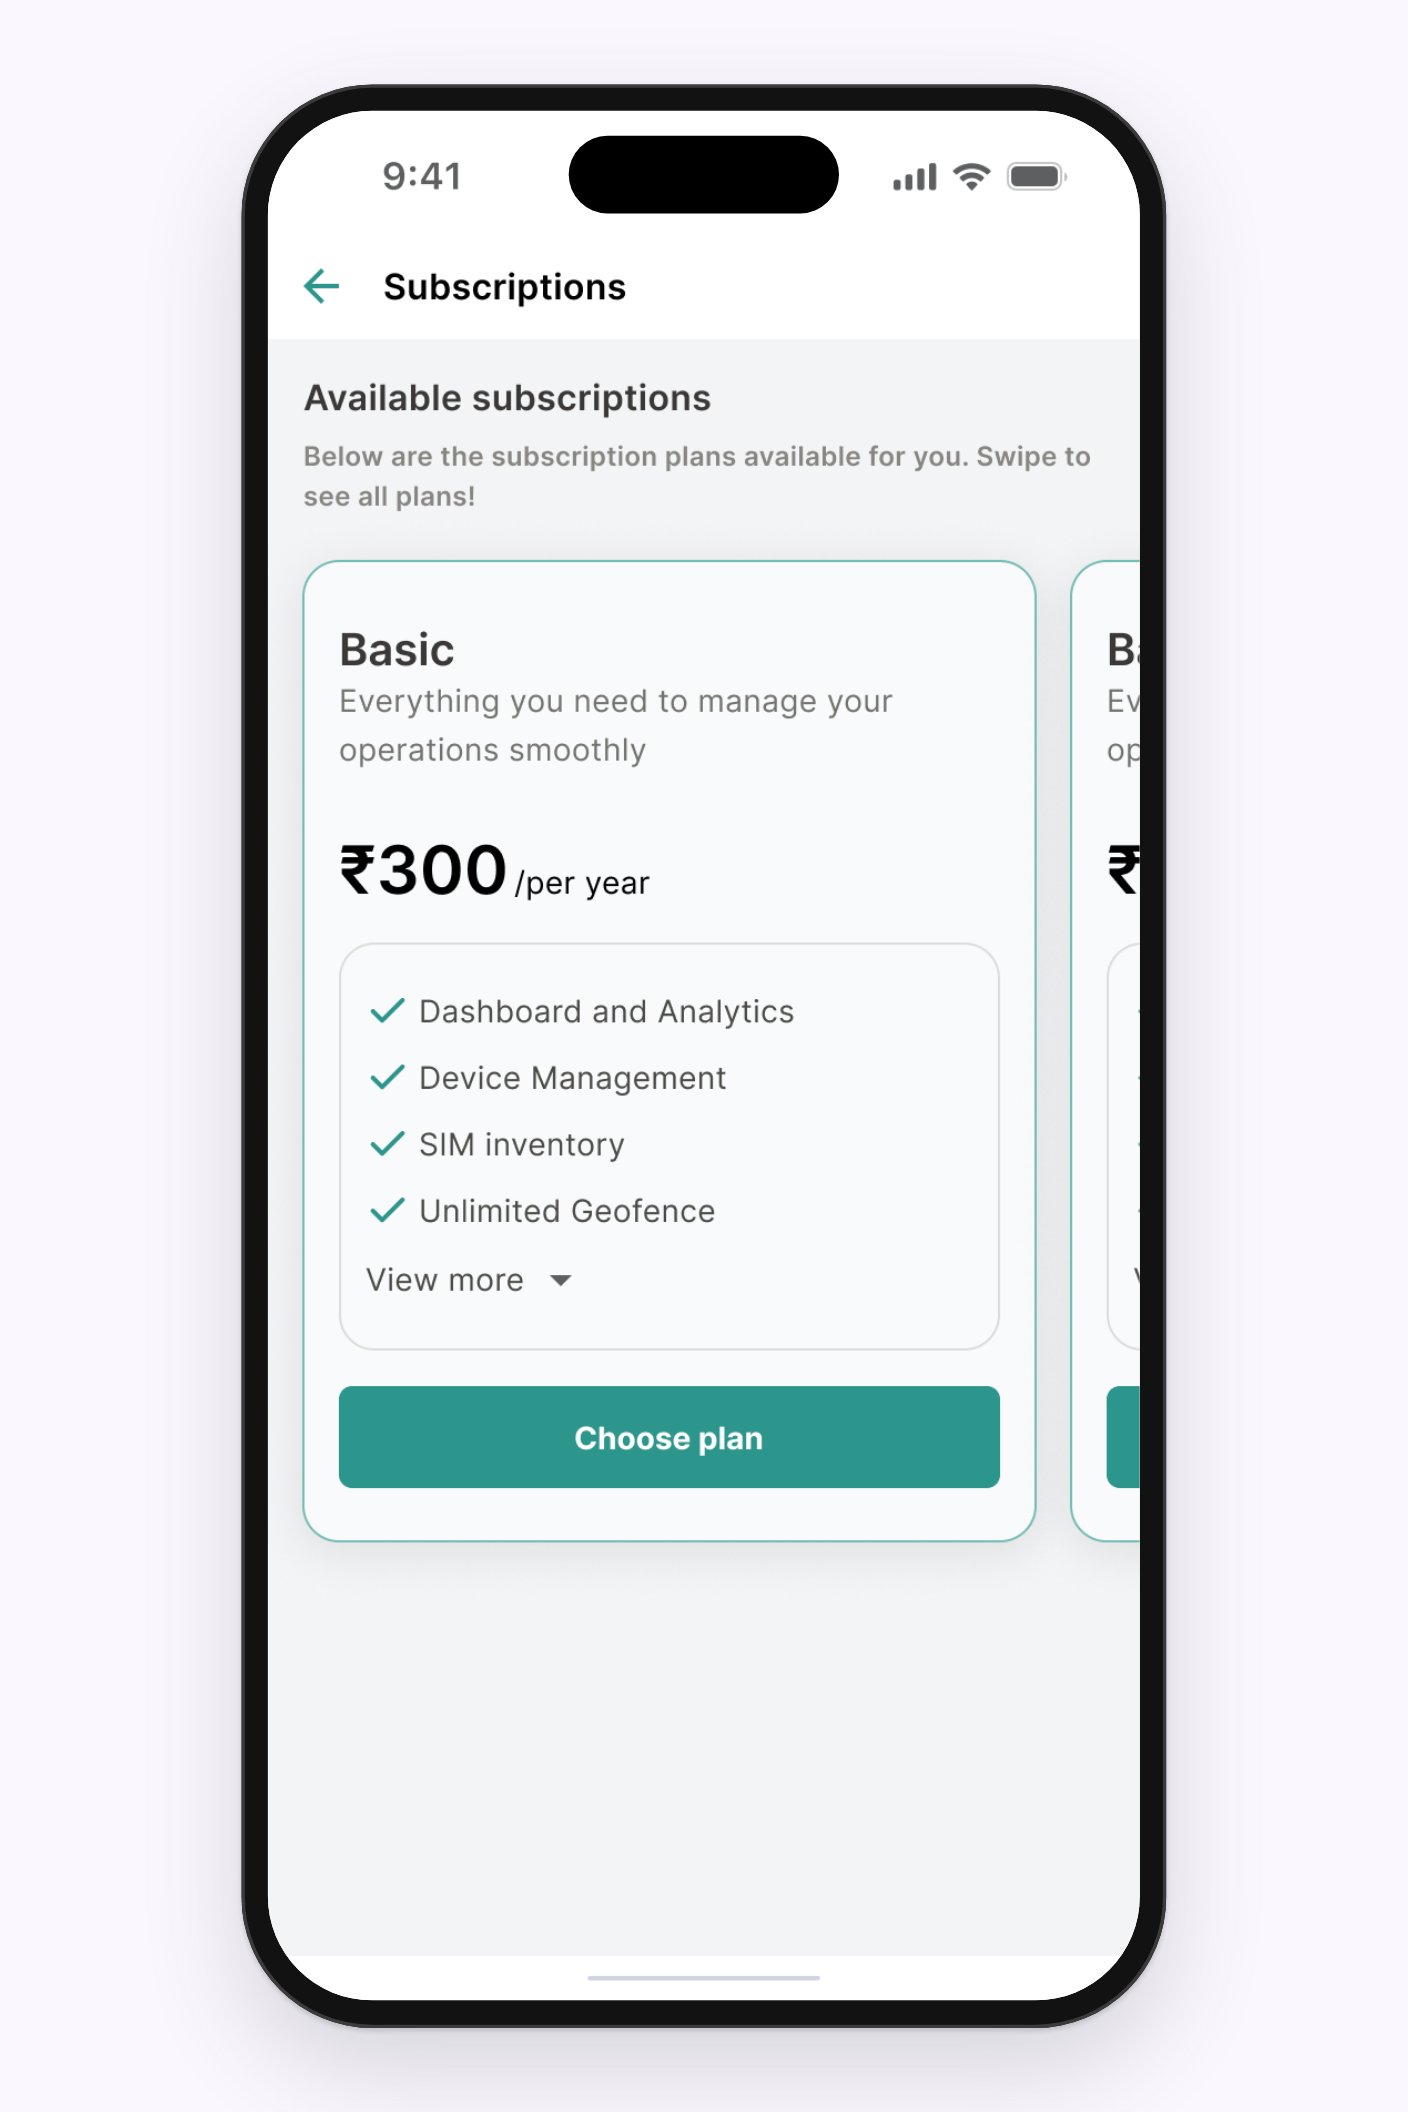 9:41
Subscriptions
Available subscriptions
Below are the subscription plans available for you. Swipe to
see all plans!
Basic
Everything you need to manage your
operations smoothly
₹300 /per year
Dashboard and Analytics
Device Management
SIM inventory
Unlimited Geofence
View more
Choose plan
₹